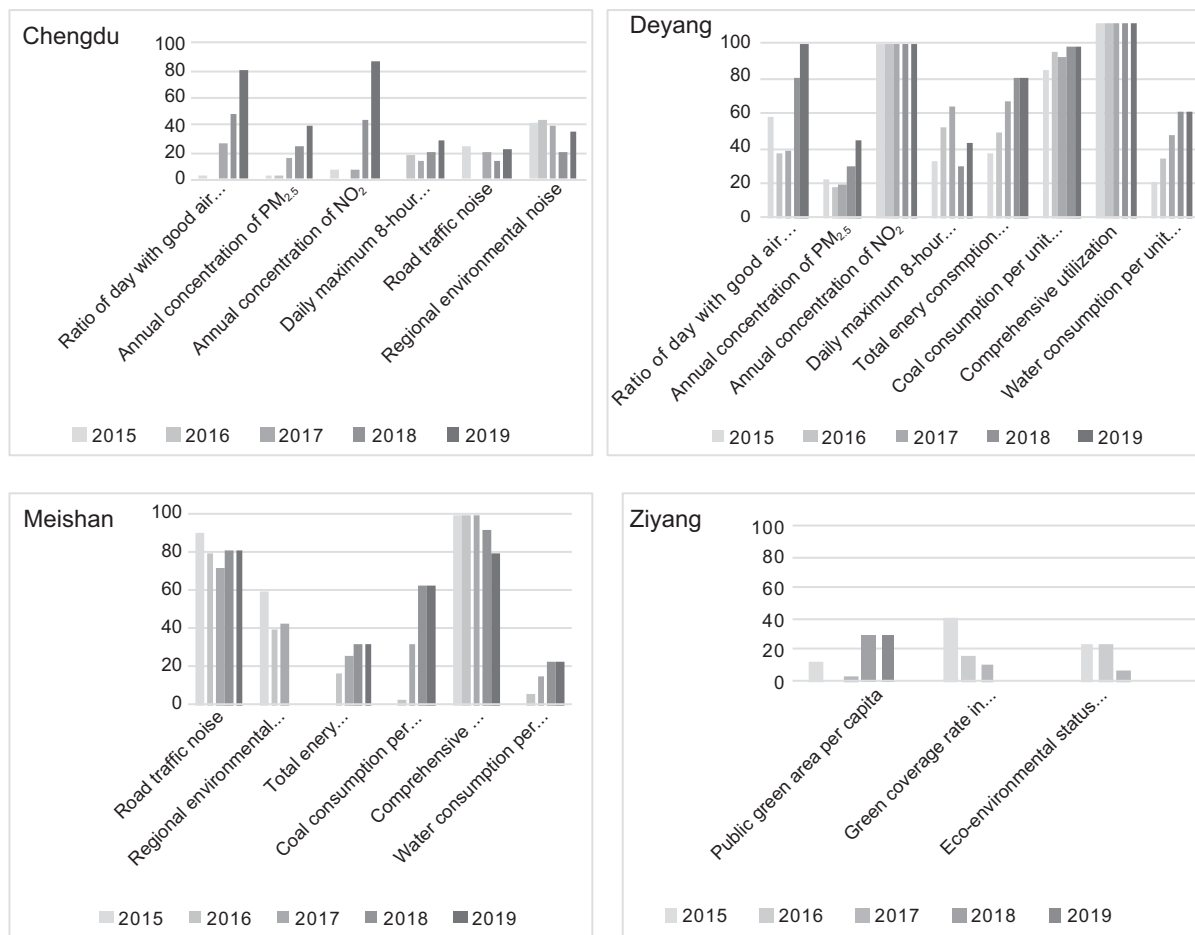 Chengdu
100
80
60
40
20
0
Ratio of day with good air...
Annual concentration of PM2.5
Annual concentration of NO2
Daily maximum 8-hour...
Road traffic noise
Regional environmental noise
2015 2016 2017 2018 2019
Deyang
100
80
60
40
20
0
Ratio of day with good air...
Annual concentration of PM2.5
Annual concentration of NO2
Daily maximum 8-hour...
Total enery consmption...
Coal consumption per unit...
Comprehensive utilization
Water consumption per unit...
2015 2016 2017 2018 2019
Meishan
100
80
60
40
20
0
Road traffic noise
Regional environmental...
Total enery...
Coal consumption per...
Comprehensive ...
Water consumption per...
2015 2016 2017 2018 2019
Ziyang
100
80
60
40
20
0
Public green area per capita
Green coverage rate in...
Eco-environmental status...
2015 2016 2017 2018 2019